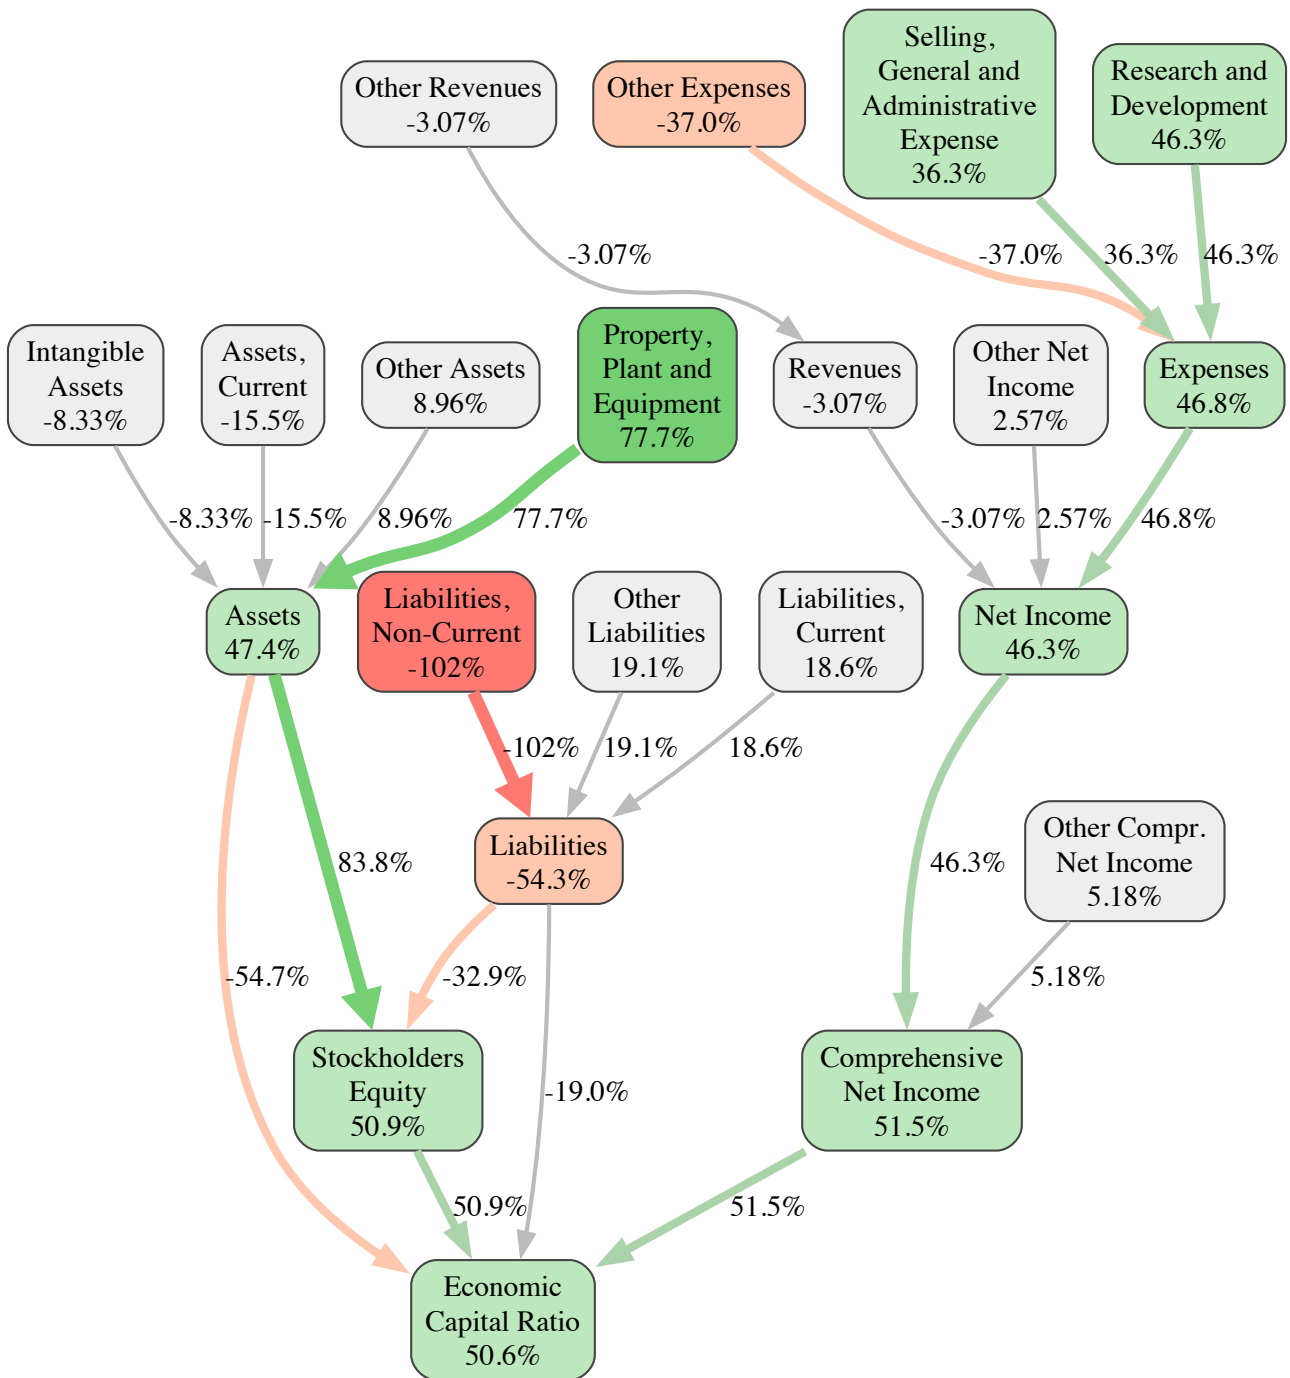 Selling,
General and
Administrative
Expense
36.3%
Other Revenues
-3.07%
Other Expenses
-37.0%
Research and
Development
46.3%
-3.07%
-37.0%
36.3%
46.3%
Intangible
Assets
-8.33%
Assets,
Current
-15.5%
Other Assets
8.96%
Property,
Plant and
Equipment
77.7%
Revenues
-3.07%
Other Net
Income
2.57%
Expenses
46.8%
-8.33%
-15.5%
8.96%
77.7%
-3.07%
2.57%
46.8%
Assets
47.4%
Liabilities,
Non-Current
-102%
Other
Liabilities
19.1%
Liabilities,
Current
18.6%
Net Income
46.3%
-102%
19.1%
18.6%
Liabilities
-54.3%
Other Compr.
Net Income
5.18%
83.8%
46.3%
-54.7%
-32.9%
5.18%
Stockholders
Equity
50.9%
-19.0%
Comprehensive
Net Income
51.5%
50.9%
51.5%
Economic
Capital Ratio
50.6%